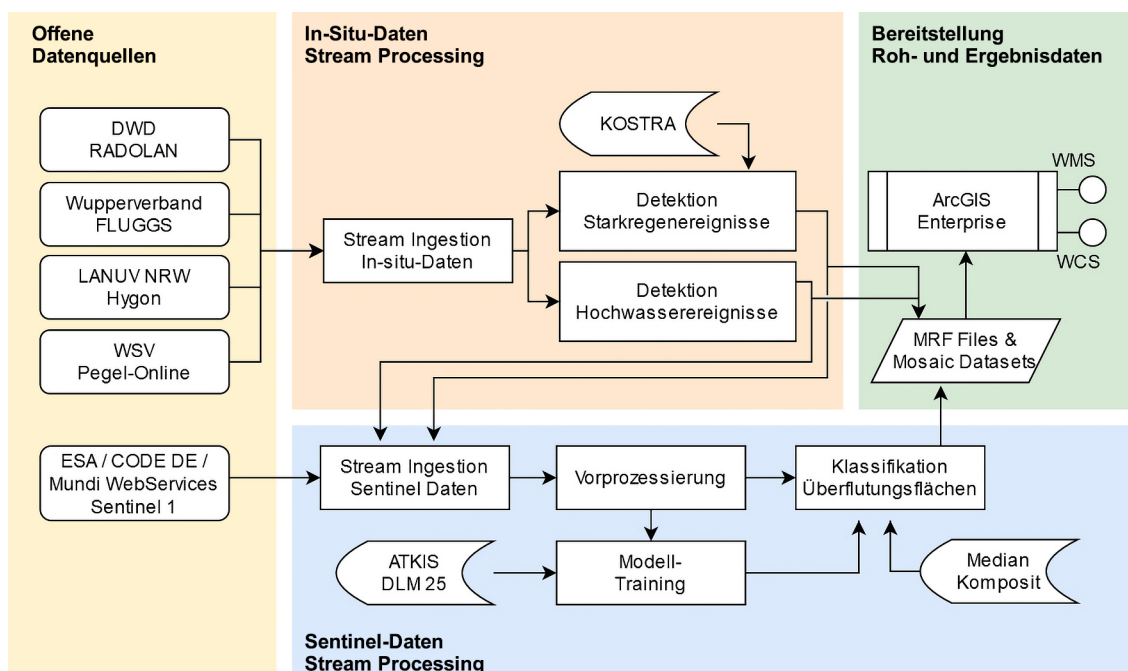 Offene
Datenquellen
DWD
RADOLAN
Wupperverband
FLUGGS
LANUV NRW
Hygon
WSV
Pegel-Online
ESA / CODE DE /
Mundi WebServices
Sentinel 1
In-Situ-Daten
Stream Processing
KOSTRA
Stream Ingestion
In-situ-Daten
Detektion
Starkregenereignisse
Detektion
Hochwasserereignisse
Bereitstellung
Roh- und Ergebnisdaten
ArcGIS
Enterprise
WMS
WCS
MRF Files &
Mosaic Datasets
Stream Ingestion
Sentinel Daten
Vorprozessierung
Klassifikation
Überflutungsflächen
ATKIS
DLM 25
Modell-
Training
Median
Komposit
Sentinel-Daten
Stream Processing